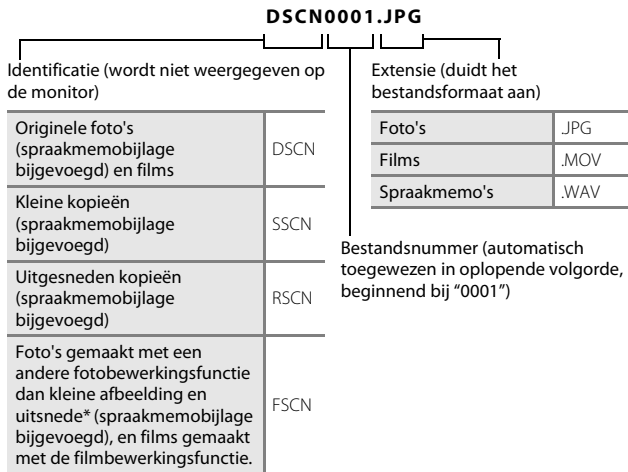 DSCN0001.JPG
Identificatie (wordt niet weergegeven op
de monitor)
Originele foto's
(spraakmemobijlage
bijgevoegd) en films
DSCN
Kleine kopieën
(spraakmemobijlage
bijgevoegd)
SSCN
Uitgesneden kopieën
(spraakmemobijlage
bijgevoegd)
RSCN
Foto's gemaakt met een
andere fotobewerkingsfunctie
dan kleine afbeelding en
uitsnede* (spraakmemobijlage
bijgevoegd), en films gemaakt
met de filmbewerkingsfunctie.
FSCN
Extensie (duidt het
bestandsformaat aan)
Foto's
.JPG
Films
.MOV
Spraakmemo's
.WAV
Bestandsnummer (automatisch
toegewezen in oplopende volgorde,
beginnend bij “0001”)